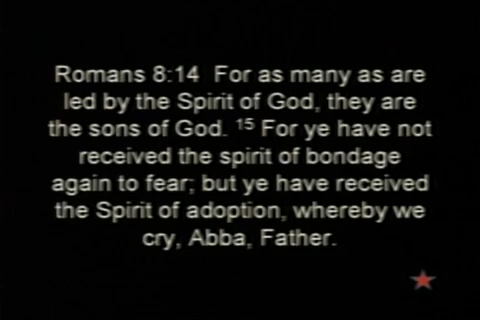 Romans 8:14  For as many as are
led by the Spirit of God, they are
the sons of God. ¹⁵ For ye have not
received the spirit of bondage
again to fear; but ye have received
the Spirit of adoption, whereby we
cry, Abba, Father.